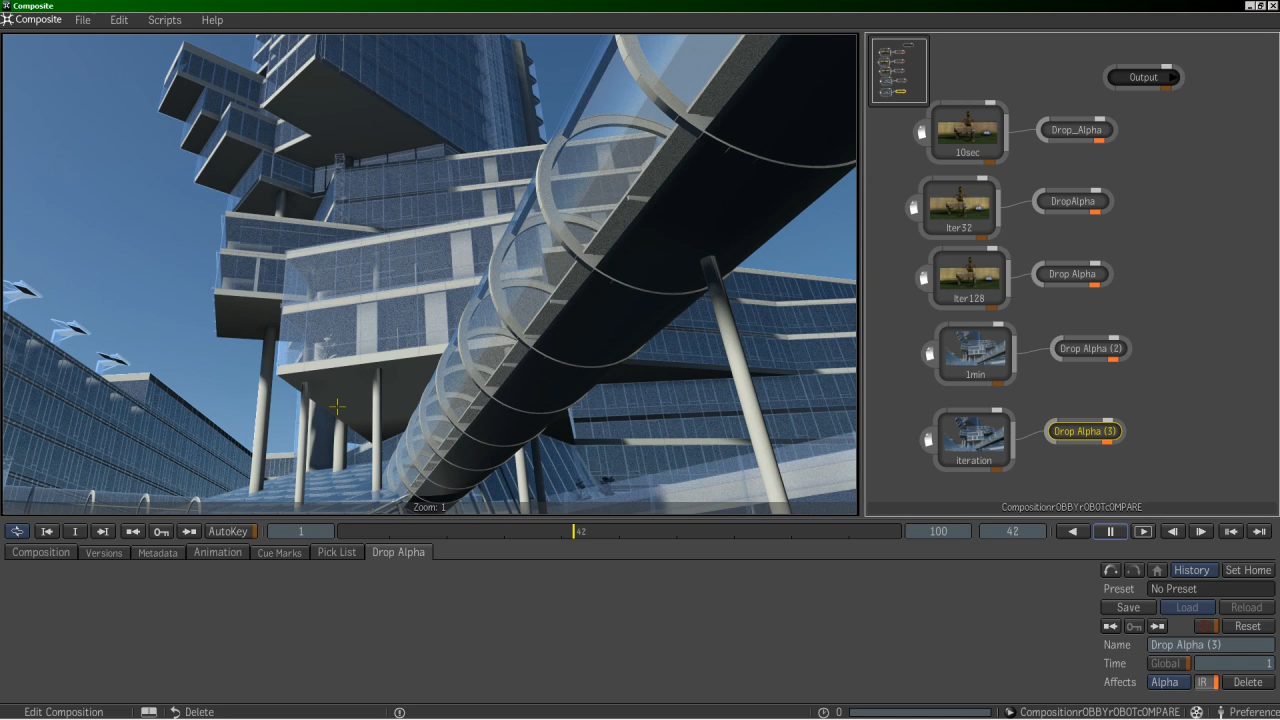 Composite
Composite File Edit Scripts Help
Output
10sec
Drop_Alpha
Iter32
DropAlpha
Iter128
Drop Alpha
1min
Drop Alpha (2)
iteration
Drop Alpha (3)
Zoom: 1
CompositionrOBBYrOBOTcOMPARE
AutoKey 1 42 100 42
Composition Versions Metadata Animation Cue Marks Pick List Drop Alpha
History Set Home
Preset No Preset
Save Load Reload
Reset
Name Drop Alpha (3)
Time Global 1
Affects Alpha IR Delete
Edit Composition Delete 0 CompositionrOBBYrOBOTcOMPARE Preference